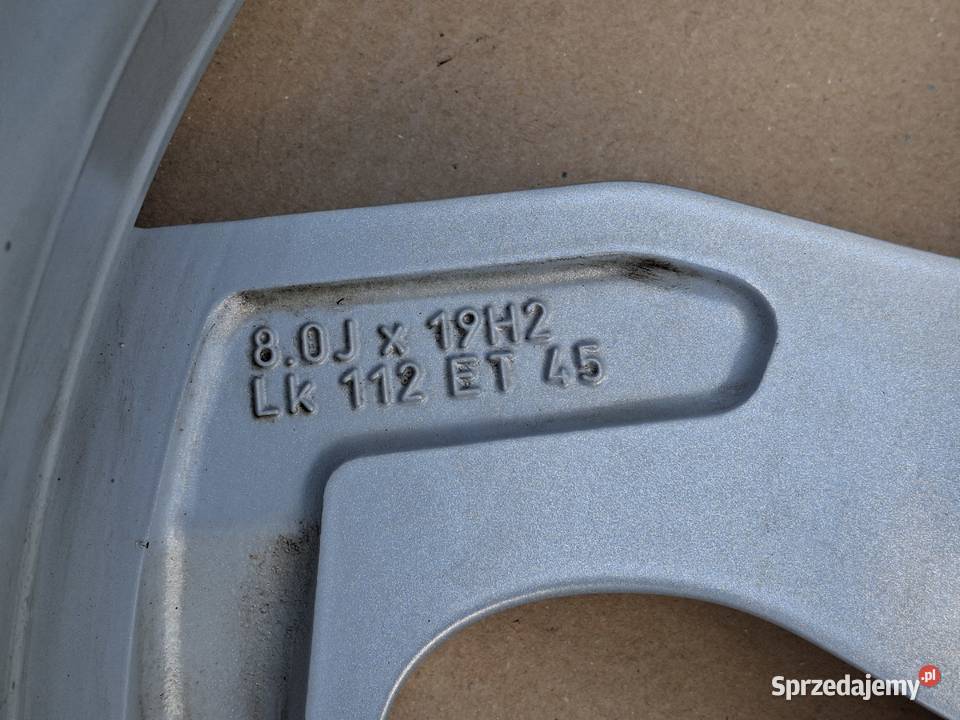 8.0J x 19H2
Lk 112 ET 45
Sprzedajemy.pl